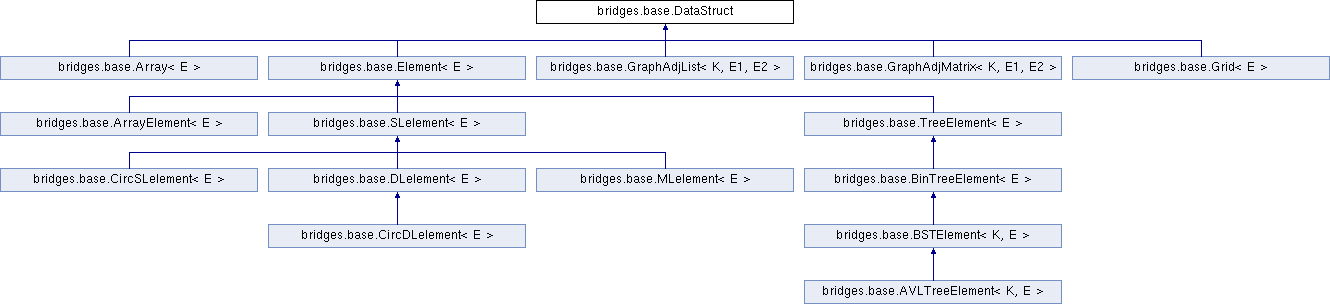 bridges.base.DataStruct
bridges.base.Array< E >
bridges.base.Element< E >
bridges.base.GraphAdjList< K, E1, E2 >
bridges.base.GraphAdjMatrix< K, E1, E2 >
bridges.base.Grid< E >
bridges.base.ArrayElement< E >
bridges.base.SLelement< E >
bridges.base.TreeElement< E >
bridges.base.CircSLelement< E >
bridges.base.DLelement< E >
bridges.base.MLelement< E >
bridges.base.BinTreeElement< E >
bridges.base.CircDLelement< E >
bridges.base.BSTElement< K, E >
bridges.base.AVLTreeElement< K, E >